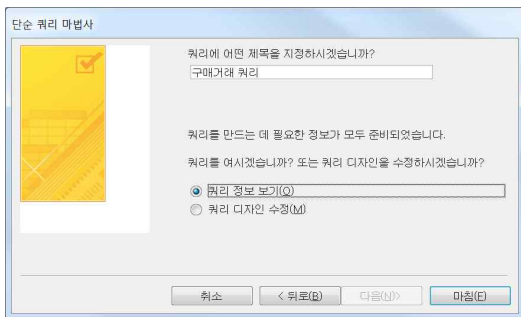 단순 쿼리 마법사
쿼리에 어떤 제목을 지정하시겠습니까?
구매거래 쿼리
쿼리를 만드는 데 필요한 정보가 모두 준비되었습니다.
쿼리를 여시겠습니까? 또는 쿼리 디자인을 수정하시겠습니까?
쿼리 정보 보기(O)
쿼리 디자인 수정(M)
취소 < 뒤로(B) 다음(N)> 마침(F)